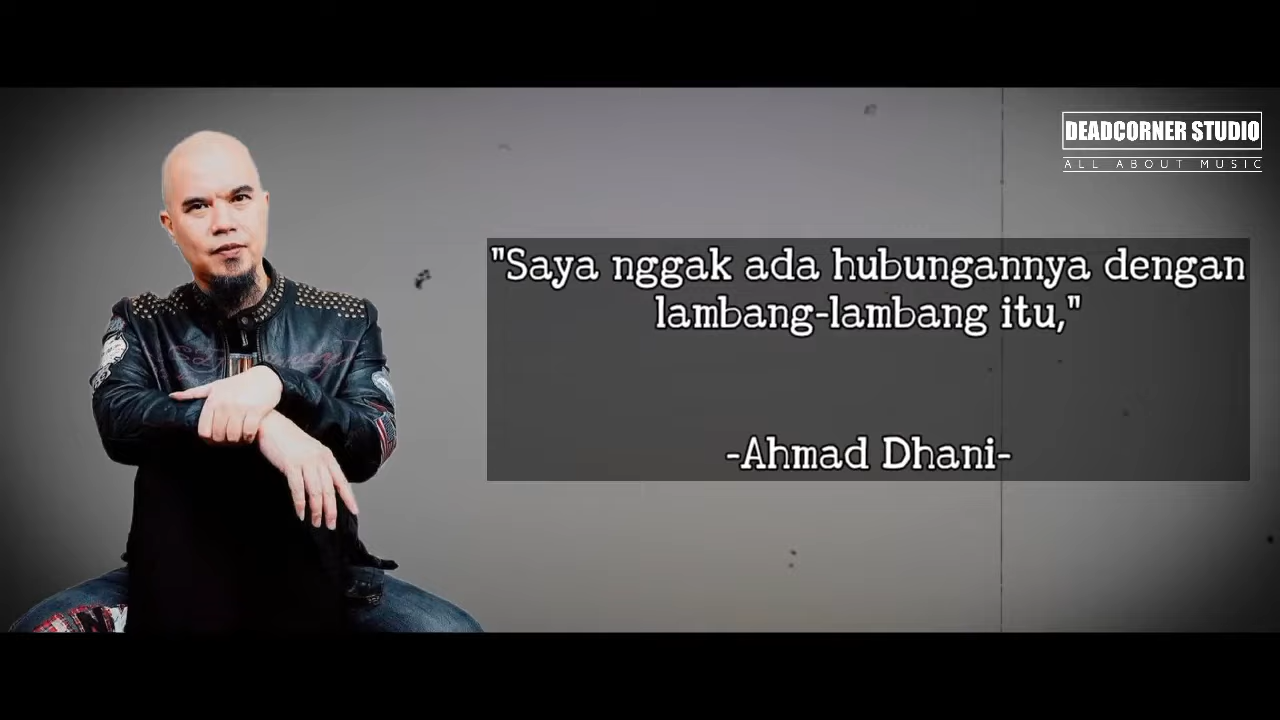 DEADCORNER STUDIO
ALL ABOUT MUSIC
"Saya nggak ada hubungannya dengan
lambang-lambang itu,"
-Ahmad Dhani-